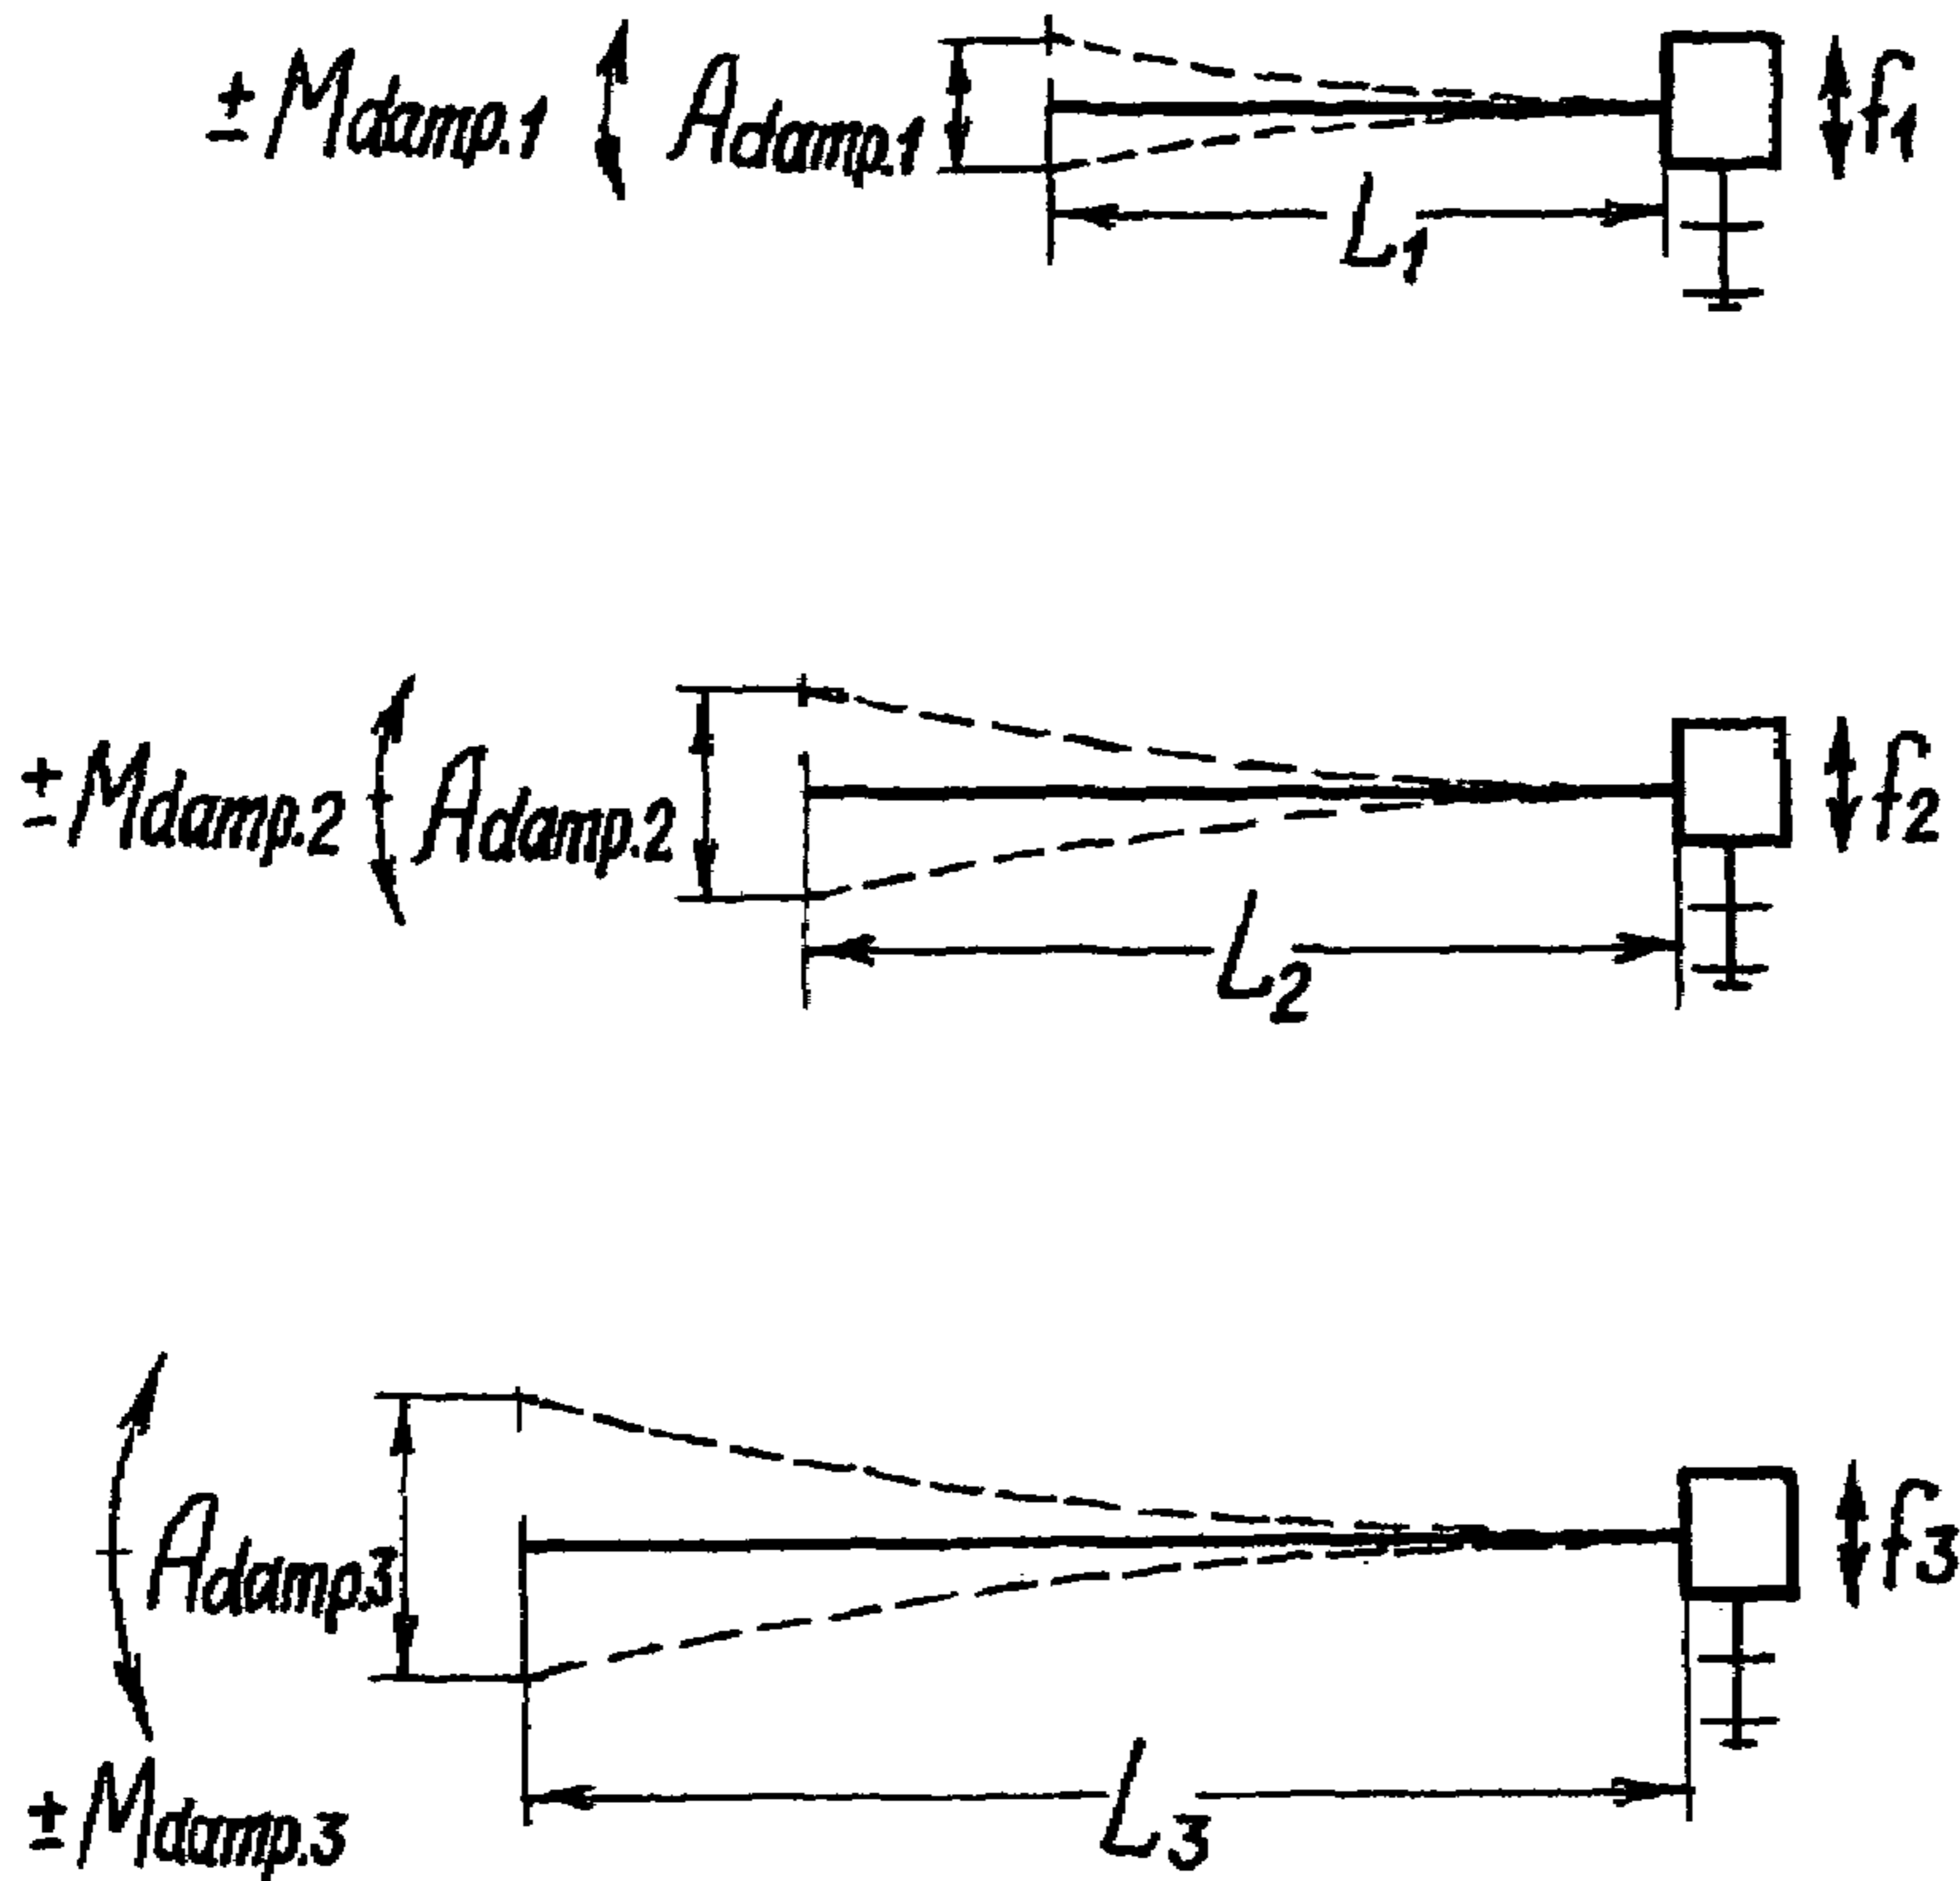 ± Mdamp.1 Adamp.1 f1
L1
± Mdamp.2 Adamp.2 f2
L2
Adamp.3 f3
L3
± Mdamp.3